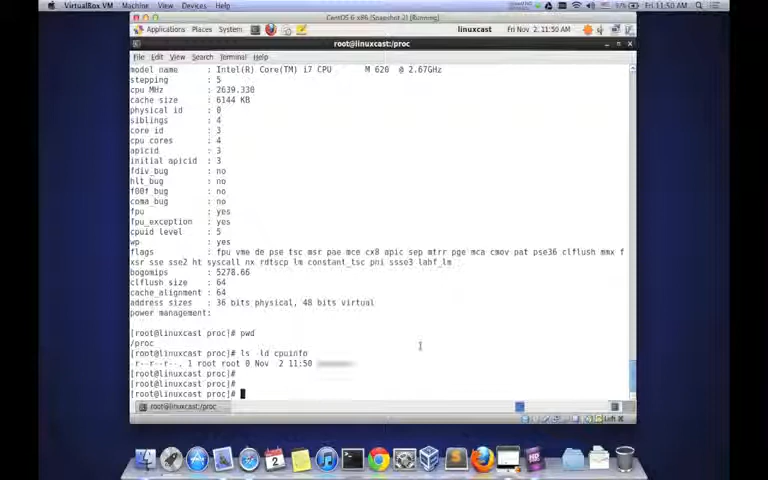 VirtualBox VM Machine View Devices Help
Fri 11:50 AM
CentOS 6 x86 (Snapshot 2) [Running]
Applications Places System
linuxcast Fri Nov 2, 11:50 AM
root@linuxcast:/proc
File Edit View Search Terminal Help
model name : Intel(R) Core(TM) i7 CPU M 620 @ 2.67GHz
stepping : 5
cpu MHz : 2639.330
cache size : 6144 KB
physical id : 0
siblings : 4
core id : 3
cpu cores : 4
apicid : 3
initial apicid : 3
fdiv_bug : no
hlt_bug : no
f00f_bug : no
coma_bug : no
fpu : yes
fpu_exception : yes
cpuid level : 5
wp : yes
flags : fpu vme de pse tsc msr pae mce cx8 apic sep mtrr pge mca cmov pat pse36 clflush mmx f
xsr sse sse2 ht syscall nx rdtscp lm constant_tsc pni ssse3 lahf_lm
bogomips : 5278.66
clflush size : 64
cache_alignment : 64
address sizes : 36 bits physical, 48 bits virtual
power management:
[root@linuxcast proc]# pwd
/proc
[root@linuxcast proc]# ls -ld cpuinfo
-r--r--r--. 1 root root 0 Nov 2 11:50
[root@linuxcast proc]#
[root@linuxcast proc]#
[root@linuxcast proc]#
root@linuxcast:/proc
Left ⌘